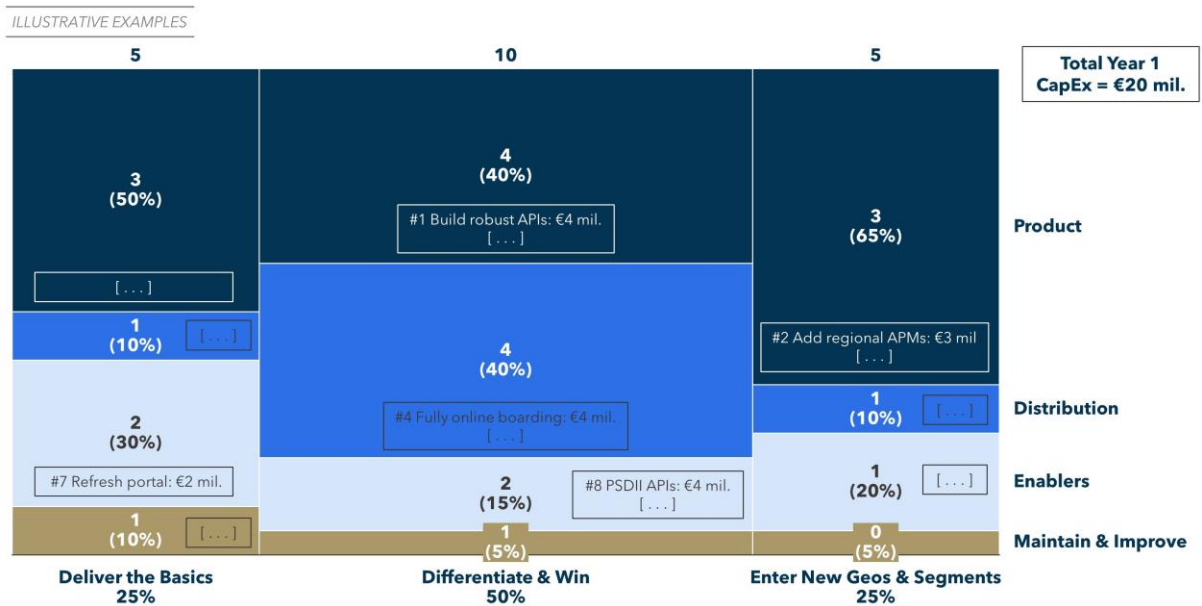 ILLUSTRATIVE EXAMPLES
5
10
5
Total Year 1
CapEx = €20 mil.
3
(50%)
[ . . . ]
1
(10%)
[ . . . ]
2
(30%)
#7 Refresh portal: €2 mil.
1
(10%)
[ . . . ]
Deliver the Basics
25%
4
(40%)
#1 Build robust APIs: €4 mil.
[ . . . ]
4
(40%)
#4 Fully online boarding: €4 mil.
[ . . . ]
2
(15%)
#8 PSDII APIs: €4 mil.
[ . . . ]
1
(5%)
Differentiate & Win
50%
3
(65%)
#2 Add regional APMs: €3 mil
[ . . . ]
1
(10%)
[ . . . ]
1
(20%)
[ . . . ]
0
(5%)
Enter New Geos & Segments
25%
Product
Distribution
Enablers
Maintain & Improve